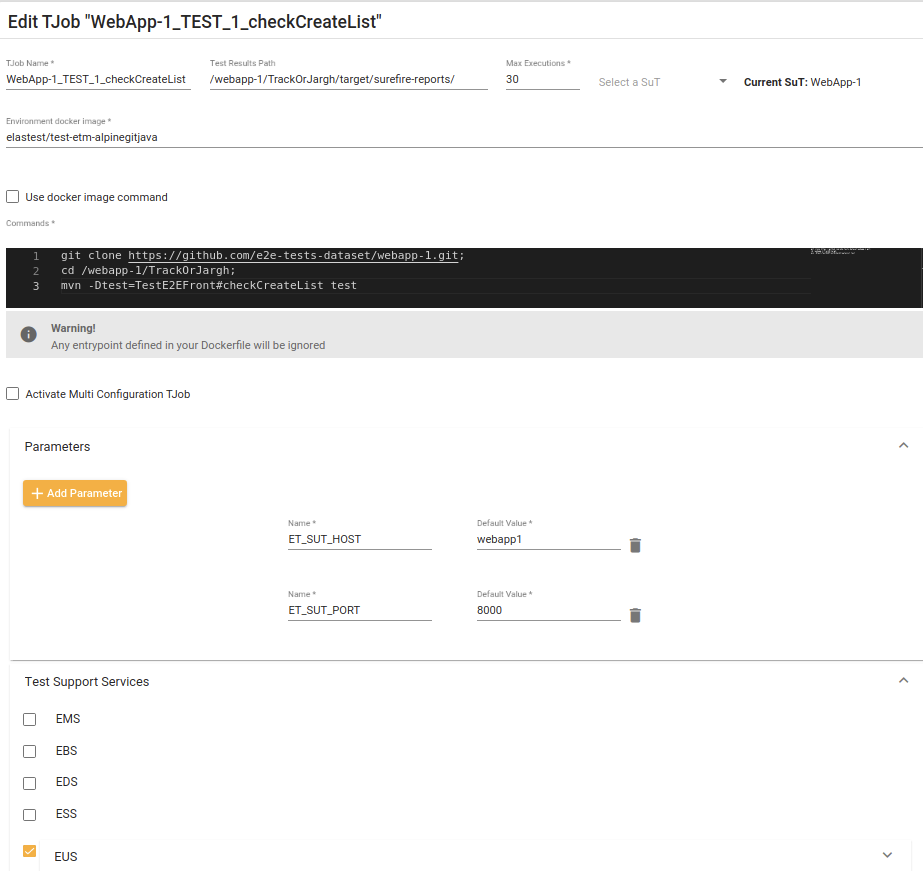 Edit TJob "WebApp-1_TEST_1_checkCreateList"
TJob Name * Test Results Path Max Executions *
WebApp-1_TEST_1_checkCreateList /webapp-1/TrackOrJargh/target/surefire-reports/ 30 Select a SuT Current SuT: WebApp-1
Environment docker image *
elastest/test-etm-alpinegitjava
Use docker image command
Commands *
1 git clone https://github.com/e2e-tests-dataset/webapp-1.git;
2 cd /webapp-1/TrackOrJargh;
3 mvn -Dtest=TestE2EFront#checkCreateList test
Warning!
Any entrypoint defined in your Dockerfile will be ignored
Activate Multi Configuration TJob
Parameters
Add Parameter
Name * Default Value *
ET_SUT_HOST webapp1
Name * Default Value *
ET_SUT_PORT 8000
Test Support Services
EMS
EBS
EDS
ESS
EUS